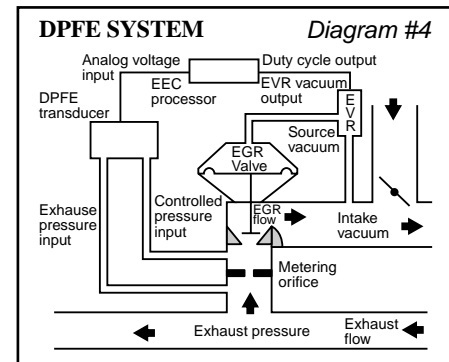 DPFE SYSTEM Diagram #4
Analog voltage
input
Duty cycle output
EEC
processor
EVR vacuum
output
DPFE
transducer
EVR
Source
vacuum
EGR
Valve
Exhause
pressure
input
Controlled
pressure
input
EGR
flow
Intake
vacuum
Metering
orifice
Exhaust pressure
Exhaust
flow